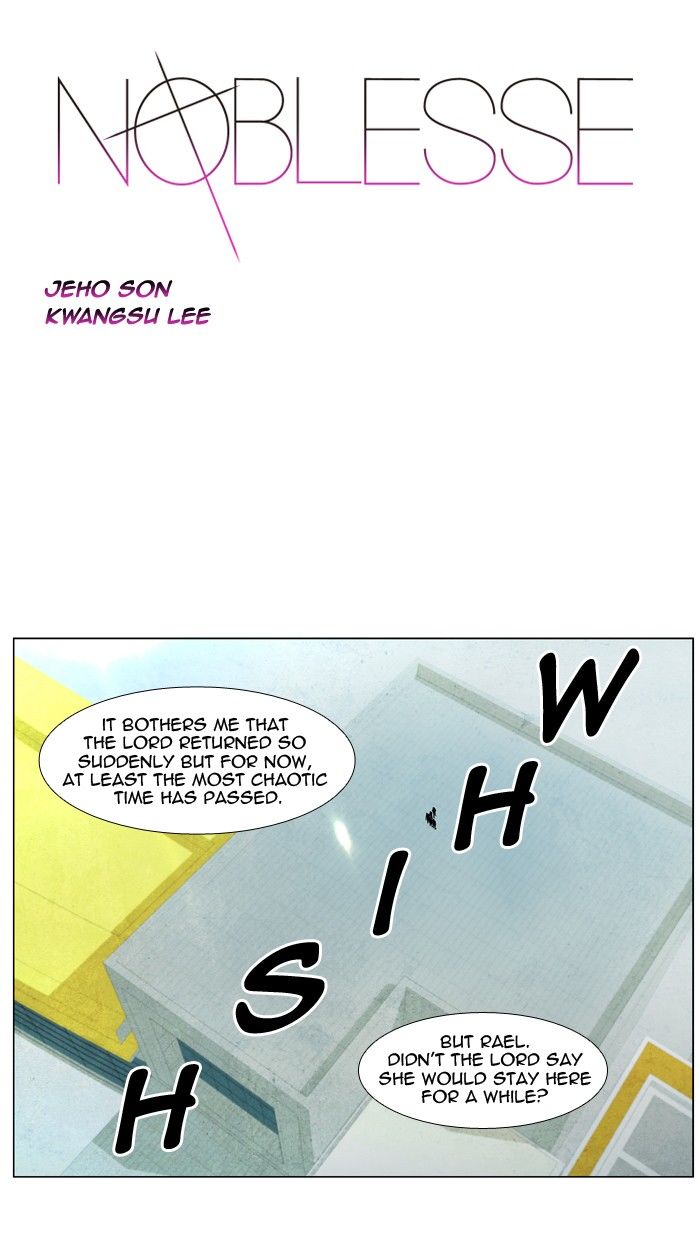 NOBLESSE
JEHO SON
KWANGSU LEE
IT BOTHERS ME THAT
THE LORD RETURNED SO
SUDDENLY BUT FOR NOW,
AT LEAST THE MOST CHAOTIC
TIME HAS PASSED.
WHISH
BUT RAEL.
DIDN'T THE LORD SAY
SHE WOULD STAY HERE
FOR A WHILE?